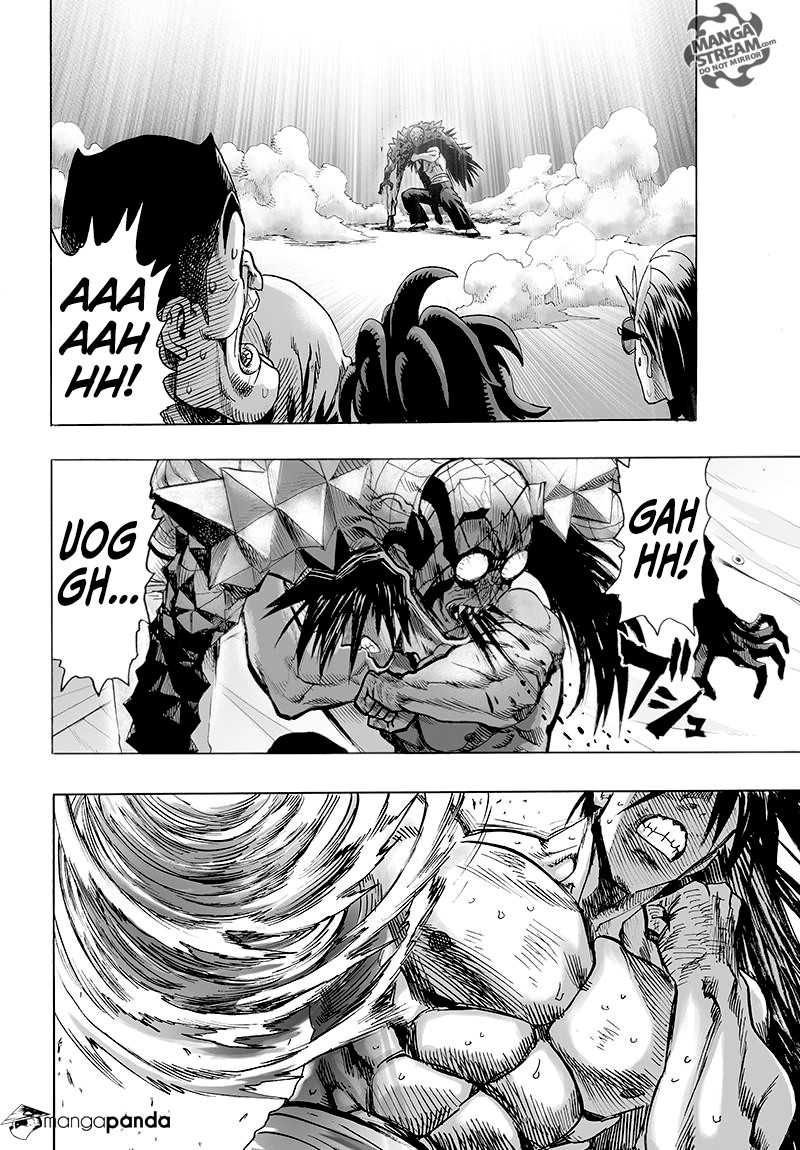 MANGA
STREAM.com
DO NOT MIRROR
AAA
AAH
HH!
GAH
HH!
UOG
GH...
ブシュ
mangapanda